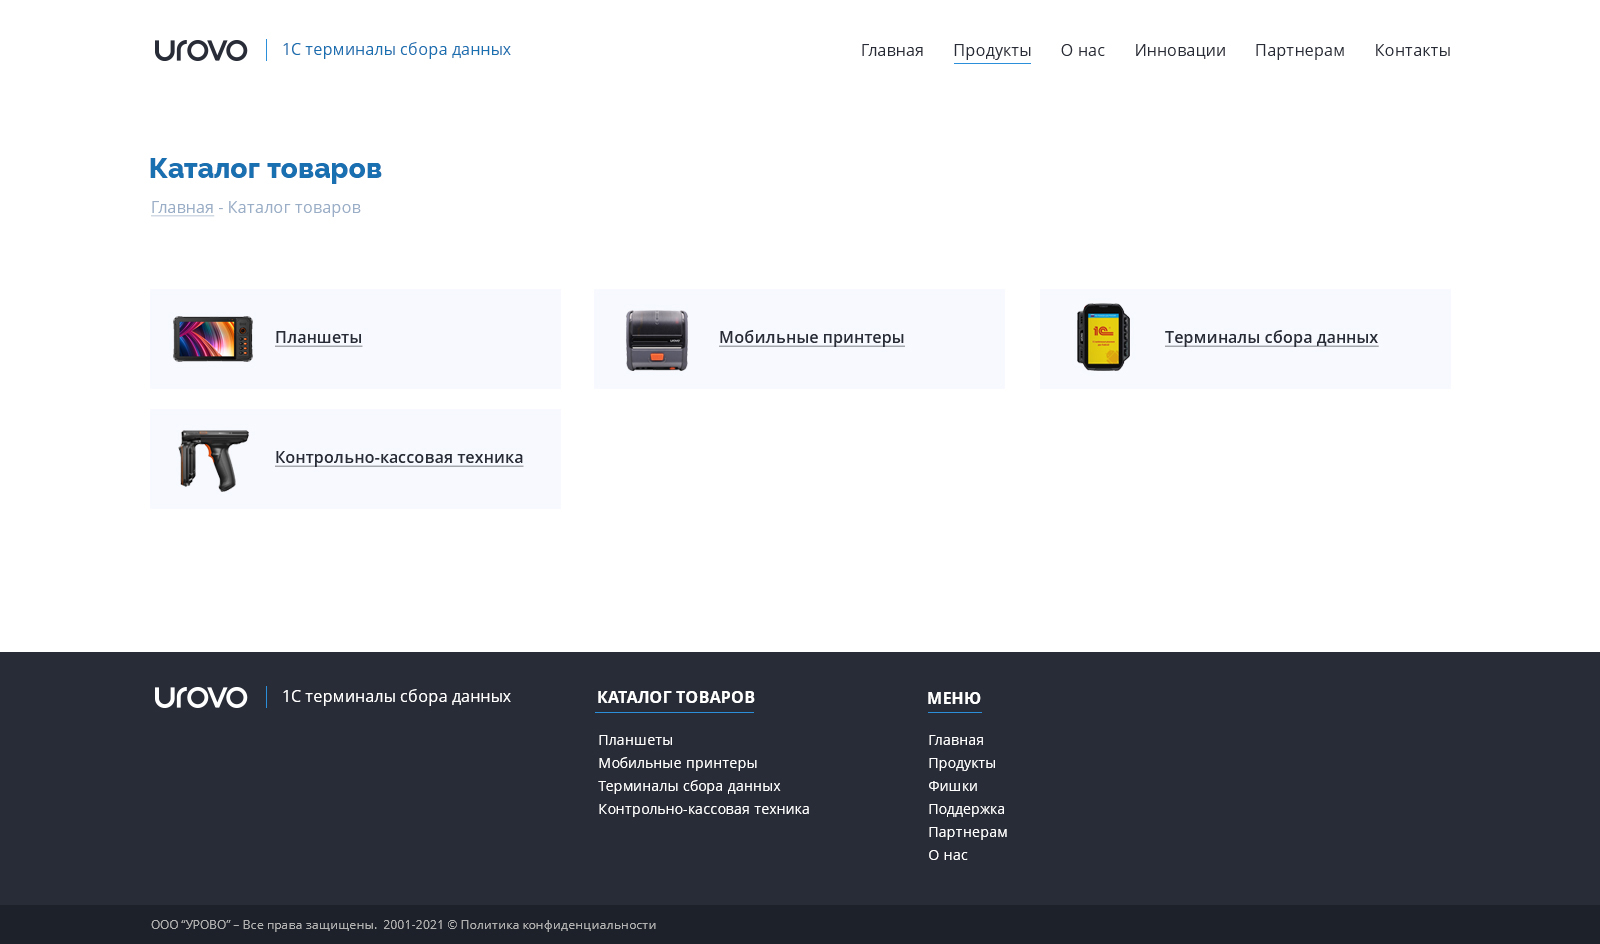 urovo
1С терминалы сбора данных
Главная
Продукты
О нас
Инновации
Партнерам
Контакты
Каталог товаров
Главная - Каталог товаров
Планшеты
Мобильные принтеры
1С
Терминалы сбора данных
Контрольно-кассовая техника
urovo
1С терминалы сбора данных
КАТАЛОГ ТОВАРОВ
Планшеты
Мобильные принтеры
Терминалы сбора данных
Контрольно-кассовая техника
МЕНЮ
Главная
Продукты
Фишки
Поддержка
Партнерам
О нас
ООО “УРОВО” – Все права защищены. 2001-2021 © Политика конфиденциальности